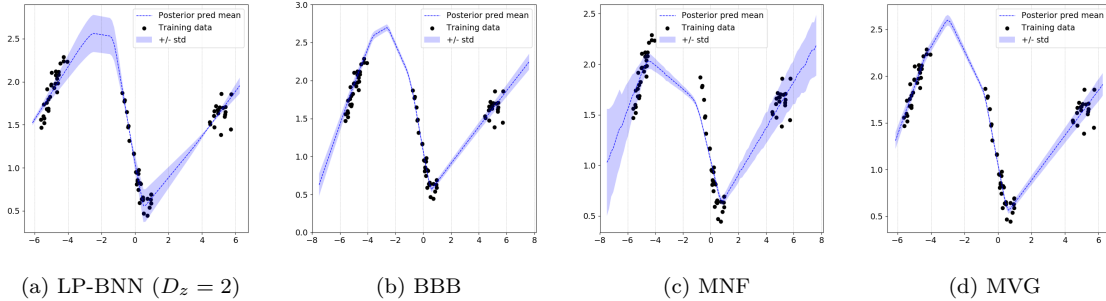 Posterior pred mean
Training data
+/- std
2.5
2.0
1.5
1.0
0.5
−6 −4 −2 0 2 4 6
(a) LP-BNN (D_z = 2)
Posterior pred mean
Training data
+/- std
3.0
2.5
2.0
1.5
1.0
0.5
0.0
−8 −6 −4 −2 0 2 4 6 8
(b) BBB
Posterior pred mean
Training data
+/- std
2.5
2.0
1.5
1.0
0.5
−8 −6 −4 −2 0 2 4 6 8
(c) MNF
Posterior pred mean
Training data
+/- std
2.5
2.0
1.5
1.0
0.5
−6 −4 −2 0 2 4 6
(d) MVG